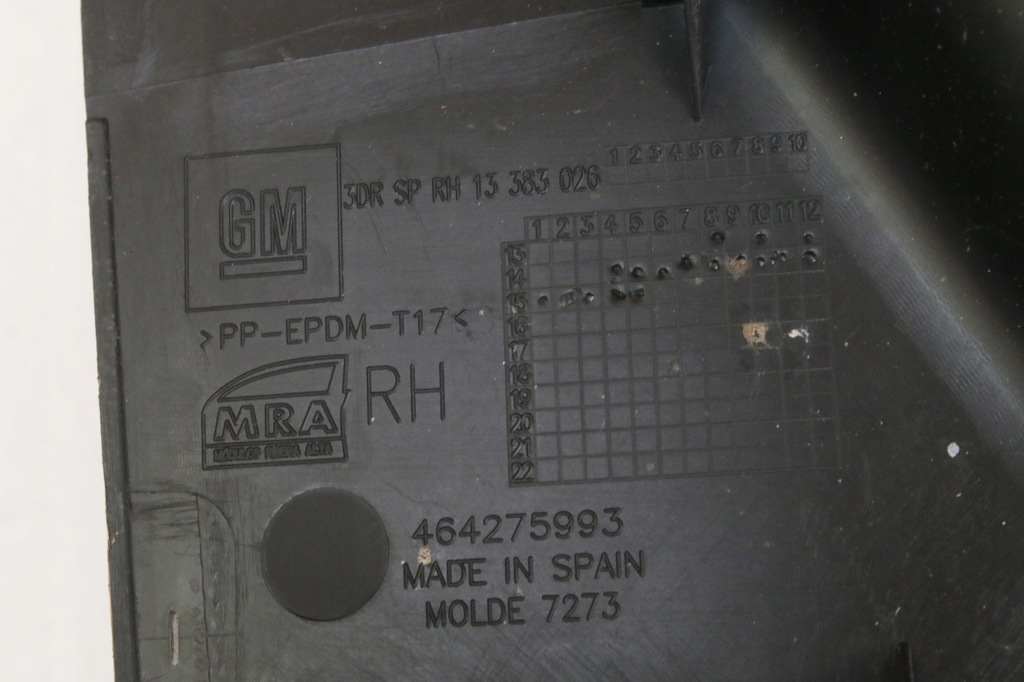 1 2 3 4 5 6 7 8 9 10
GM
3DR SP RH 13 383 026
1 2 3 4 5 6 7 8 9 10 11 12
13
14
15
16
17
18
19
20
21
22
>PP-EPDM-T17<
MRA
RH
464275993
MADE IN SPAIN
MOLDE 7273